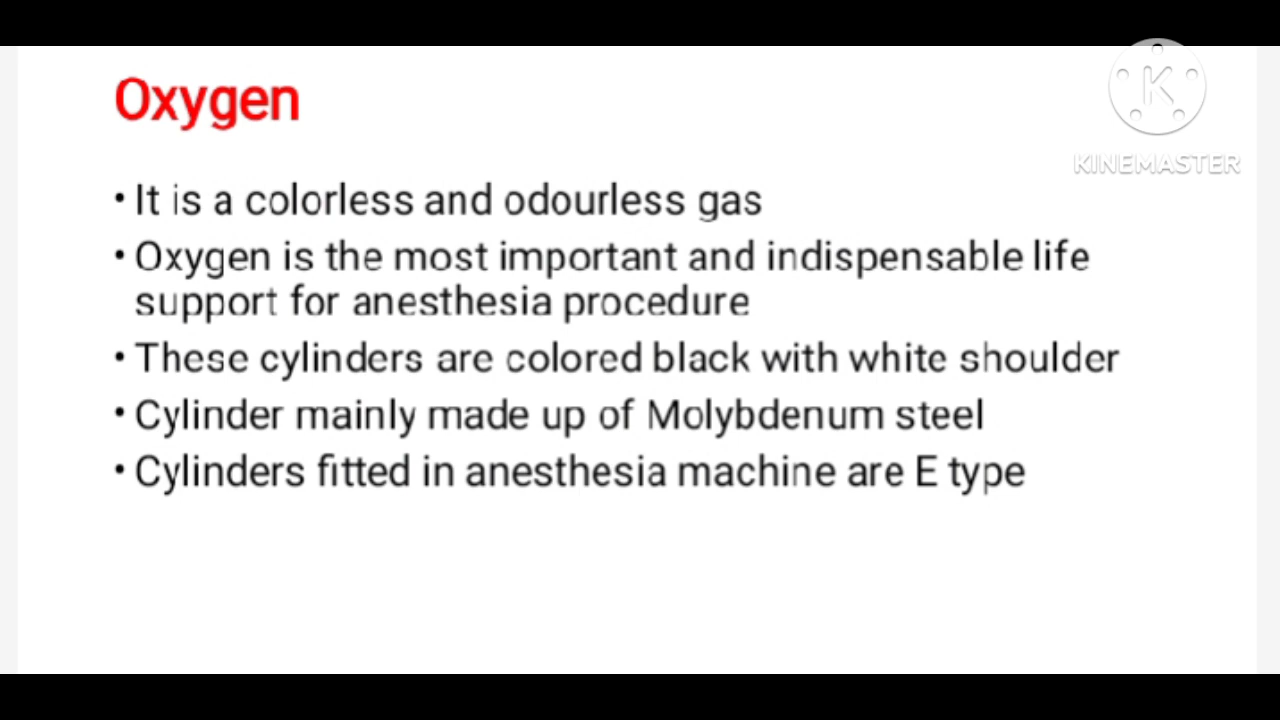 Oxygen
KINEMASTER
• It is a colorless and odourless gas
• Oxygen is the most important and indispensable life
support for anesthesia procedure
• These cylinders are colored black with white shoulder
• Cylinder mainly made up of Molybdenum steel
• Cylinders fitted in anesthesia machine are E type